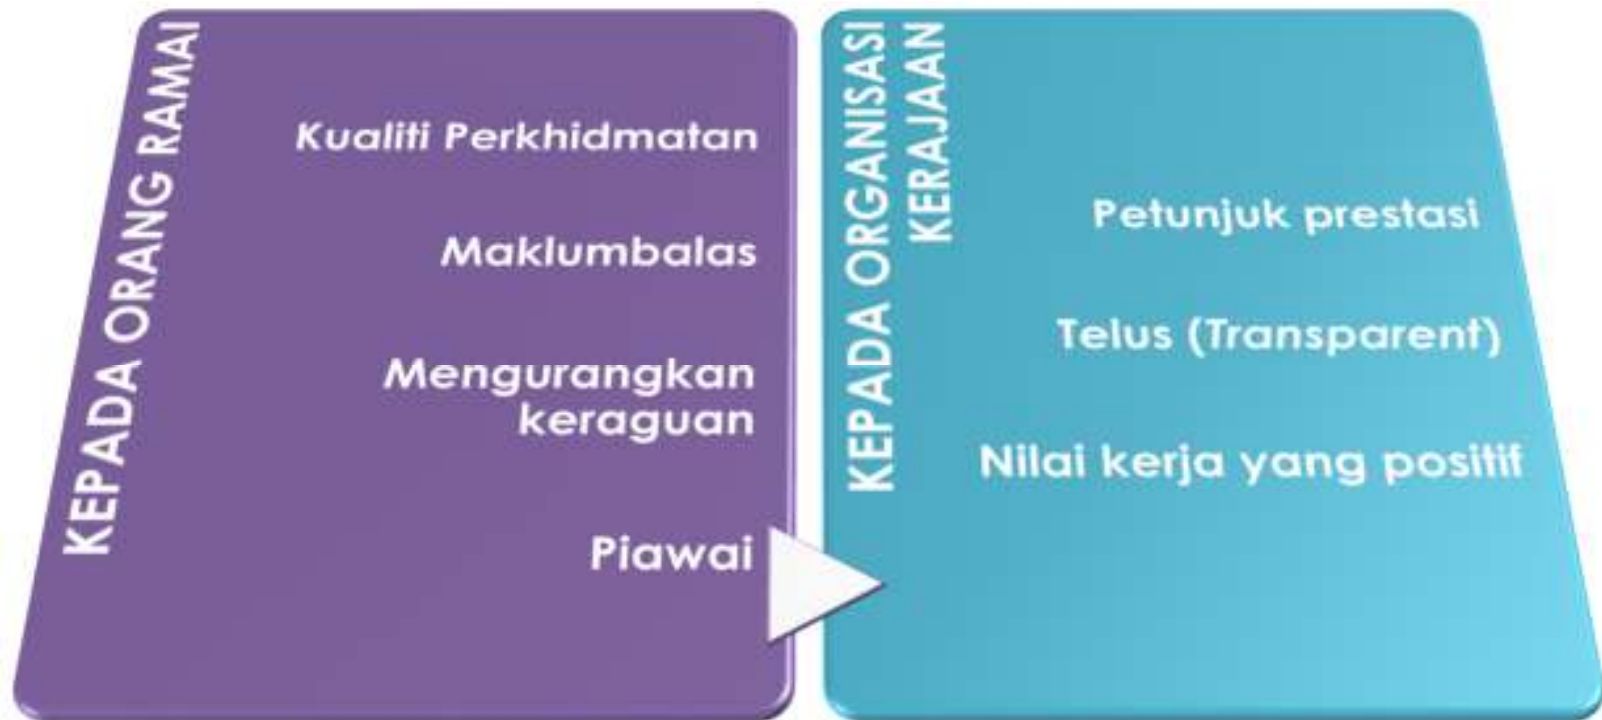 KEPADA ORANG RAMAI
Kualiti Perkhidmatan
Maklumbalas
Mengurangkan
keraguan
Piawai
KEPADA ORGANISASI
KERAJAAN
Petunjuk prestasi
Telus (Transparent)
Nilai kerja yang positif